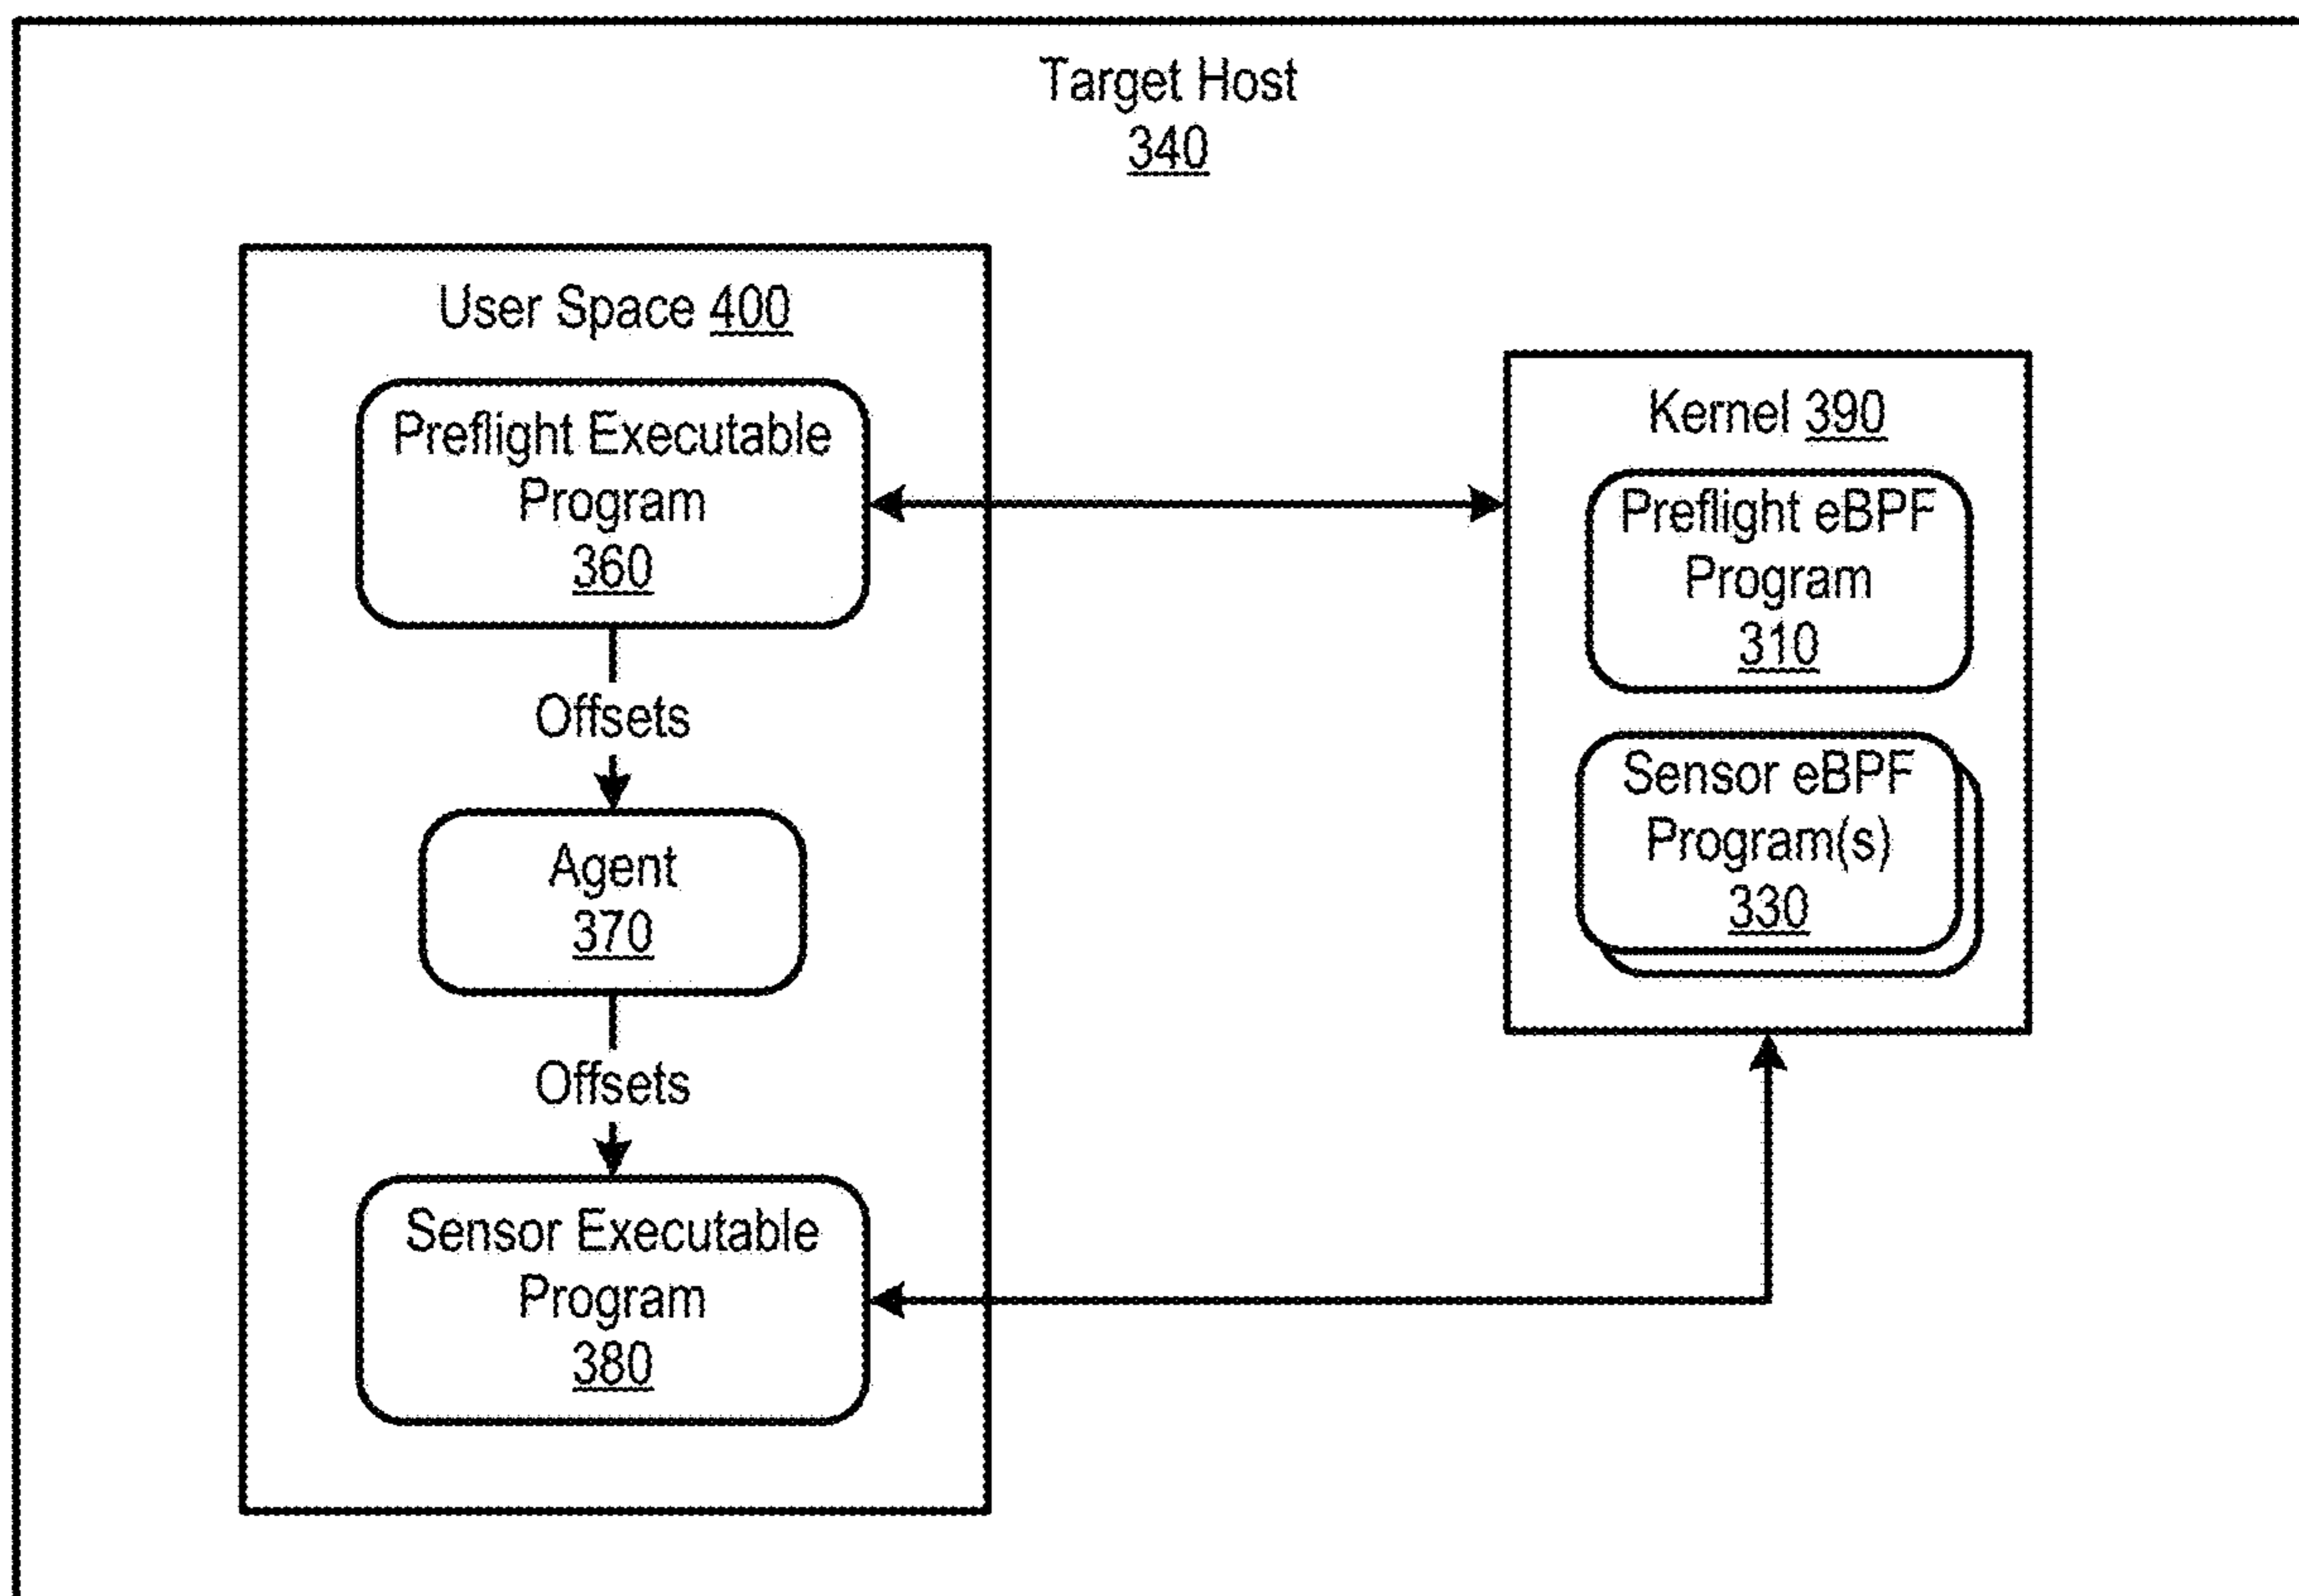 Target Host
340
User Space 400
Preflight Executable
Program
360
Offsets
Agent
370
Offsets
Sensor Executable
Program
380
Kernel 390
Preflight eBPF
Program
310
Sensor eBPF
Program(s)
330